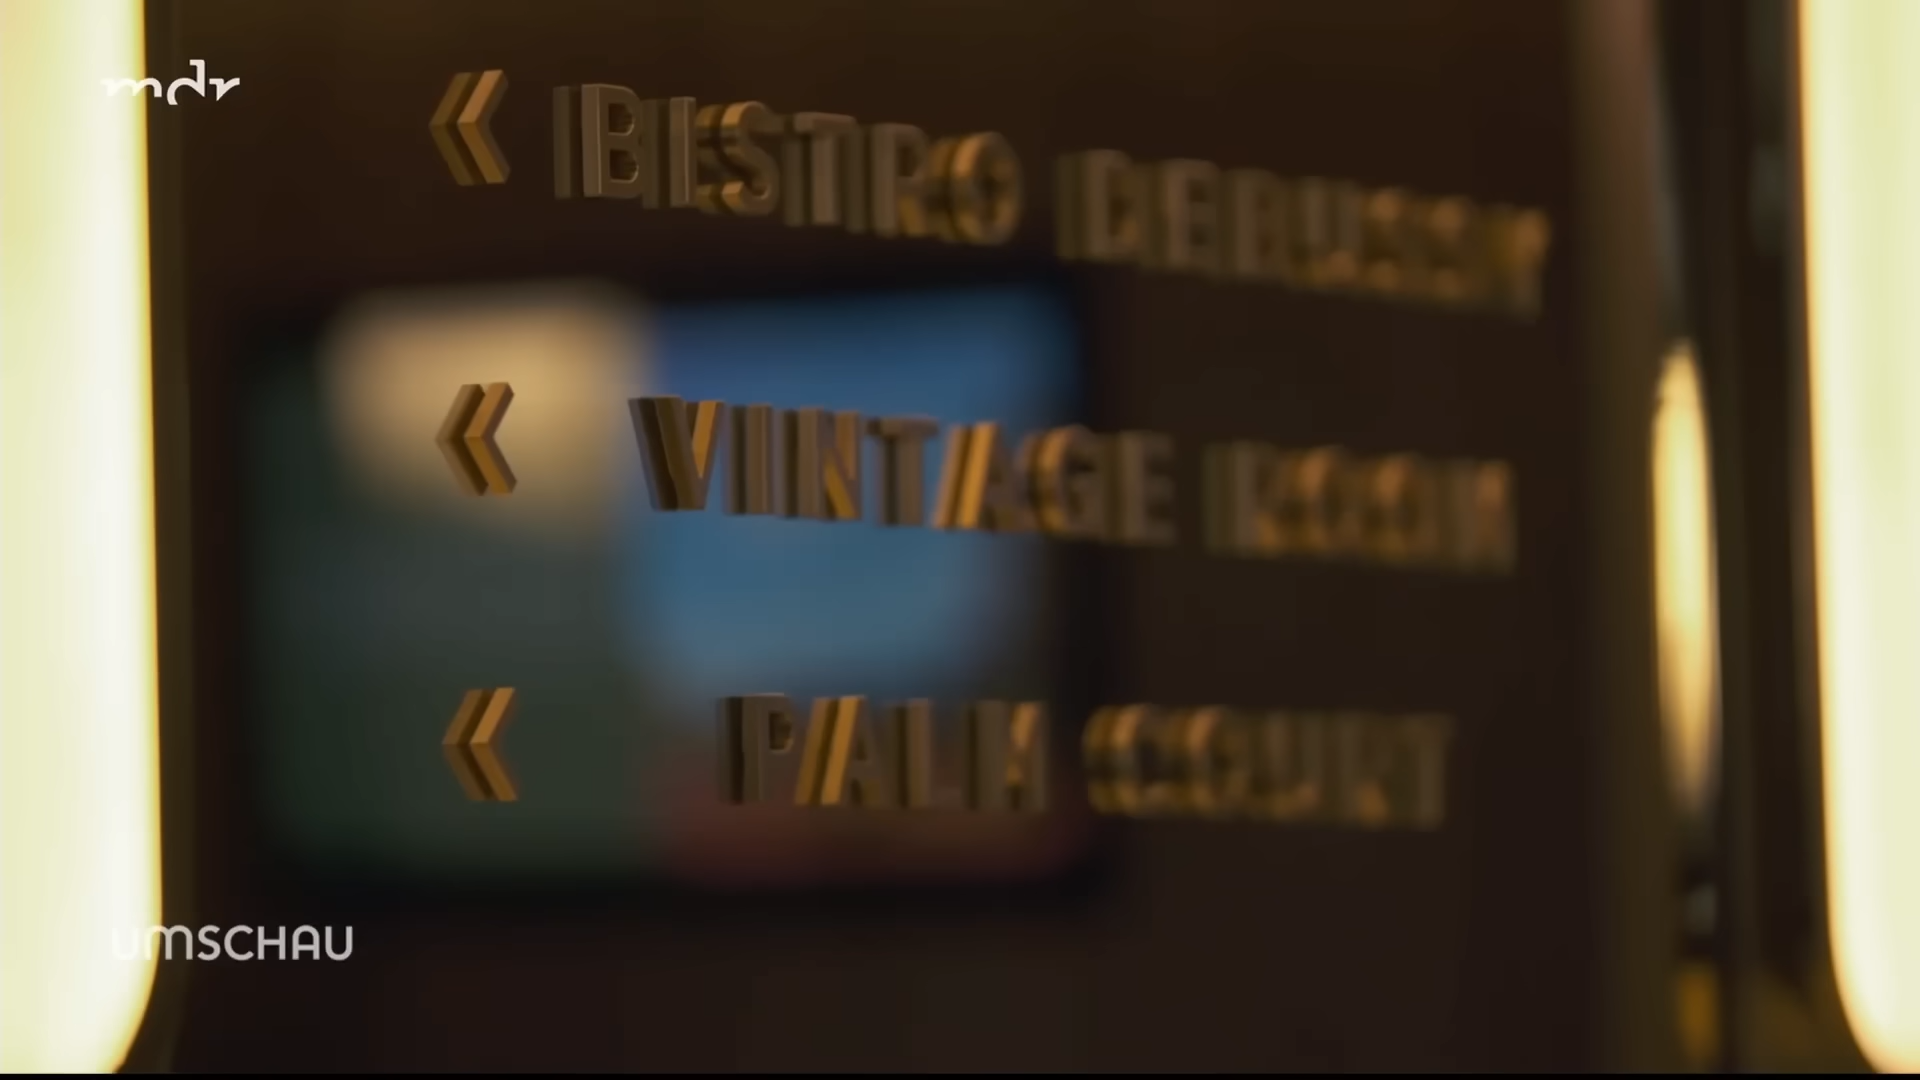 mdr
« BISTRO DEBUSSY
« VINTAGE ROOM
« PALM COURT
UMSCHAU